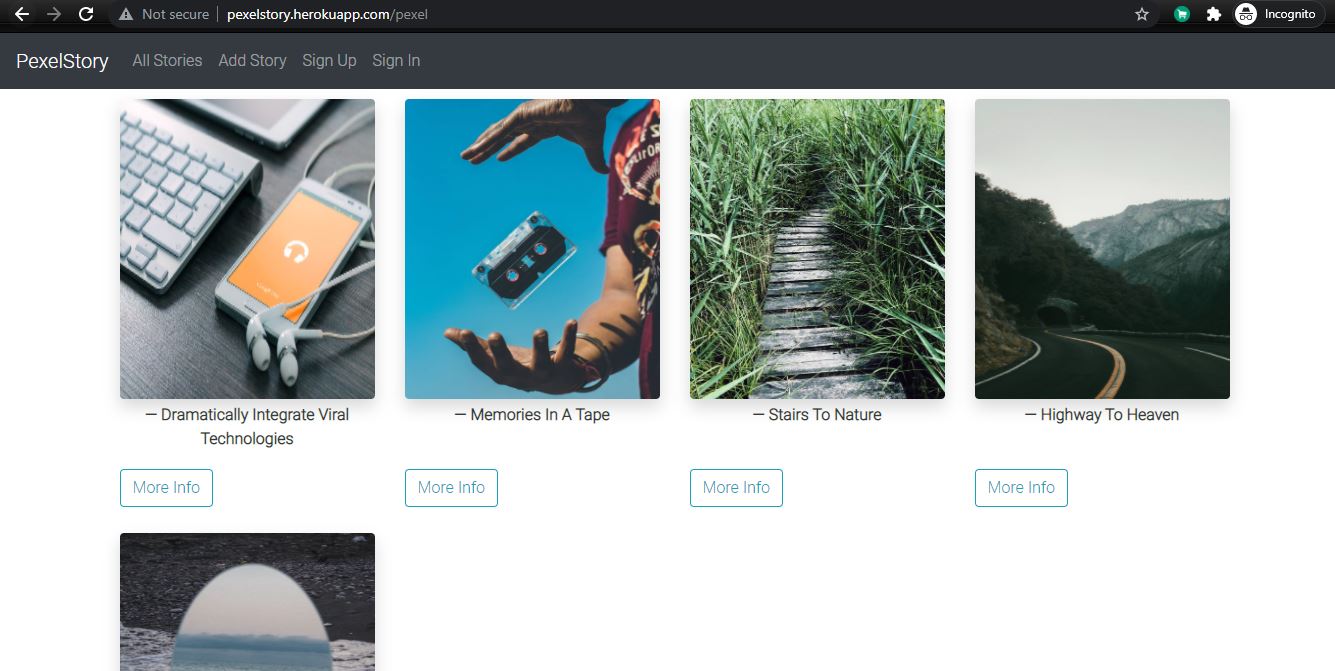 Not secure pexelstory.herokuapp.com/pexel Incognito
PexelStory All Stories Add Story Sign Up Sign In
— Dramatically Integrate Viral
Technologies
— Memories In A Tape
— Stairs To Nature
— Highway To Heaven
More Info More Info More Info More Info